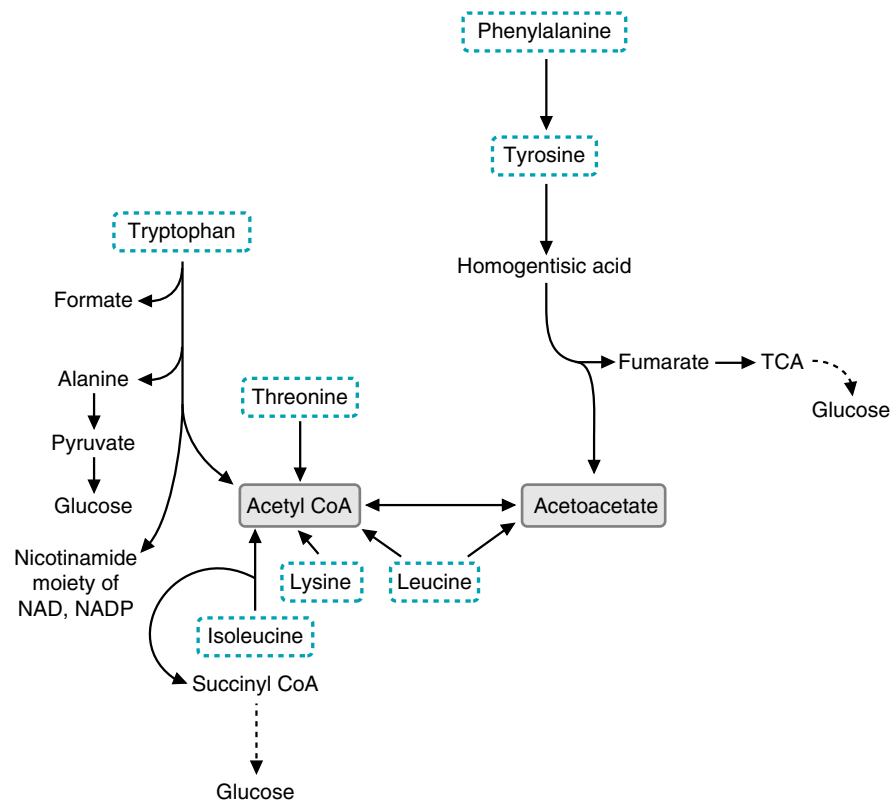 Phenylalanine
Tyrosine
Tryptophan
Homogentisic acid
Formate
Fumarate
TCA
Alanine
Threonine
Glucose
Pyruvate
Glucose
Acetyl CoA
Acetoacetate
Nicotinamide
moiety of
NAD, NADP
Lysine
Leucine
Isoleucine
Succinyl CoA
Glucose